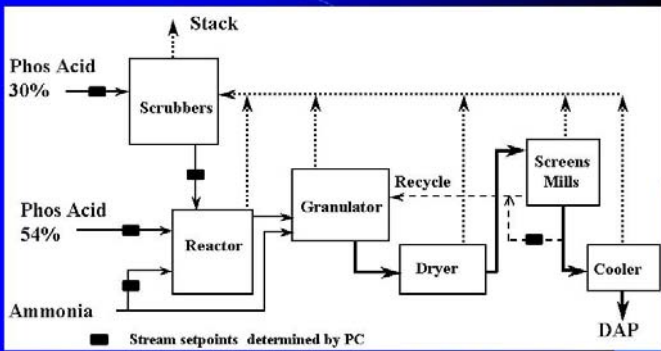 Stack
Phos Acid
30%
Scrubbers
Phos Acid
54%
Reactor
Granulator
Recycle
Screens
Mills
Dryer
Cooler
Ammonia
DAP
Stream setpoints determined by PC